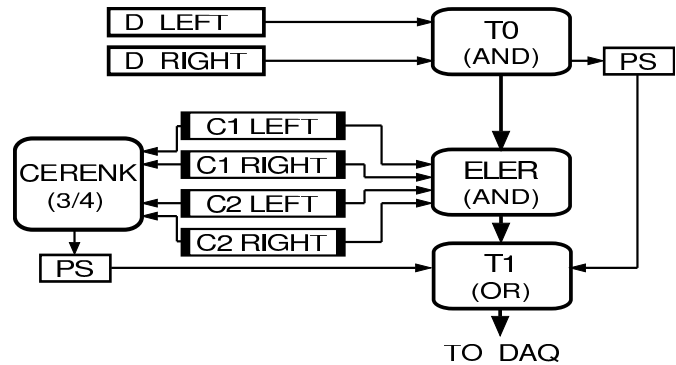 D LEFT
D RIGHT
T0
(AND)
PS
C1 LEFT
C1 RIGHT
C2 LEFT
C2 RIGHT
CERENK
(3/4)
ELER
(AND)
PS
T1
(OR)
TO DAQ